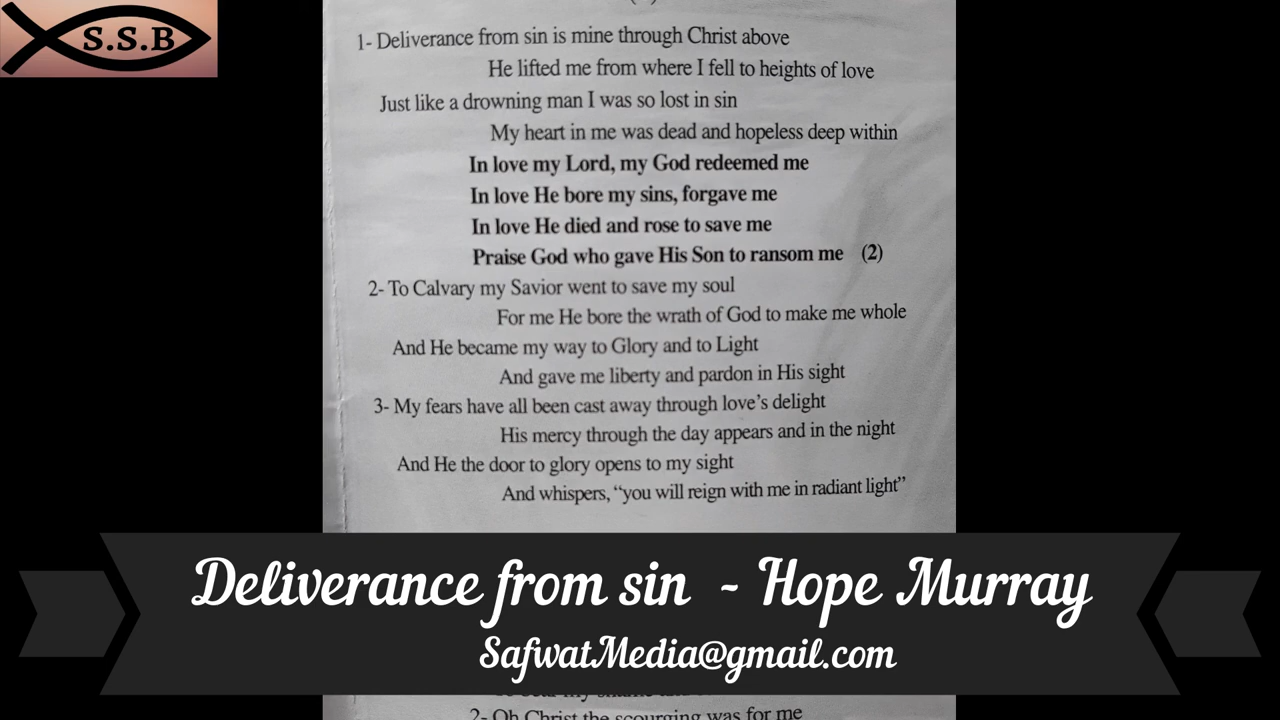 S.S.B
1- Deliverance from sin is mine through Christ above
He lifted me from where I fell to heights of love
Just like a drowning man I was so lost in sin
My heart in me was dead and hopeless deep within
In love my Lord, my God redeemed me
In love He bore my sins, forgave me
In love He died and rose to save me
Praise God who gave His Son to ransom me (2)
2- To Calvary my Savior went to save my soul
For me He bore the wrath of God to make me whole
And He became my way to Glory and to Light
And gave me liberty and pardon in His sight
3- My fears have all been cast away through love's delight
His mercy through the day appears and in the night
And He the door to glory opens to my sight
And whispers, “you will reign with me in radiant light”
Deliverance from sin - Hope Murray
SafwatMedia@gmail.com
2- Oh Christ the scourging was for me